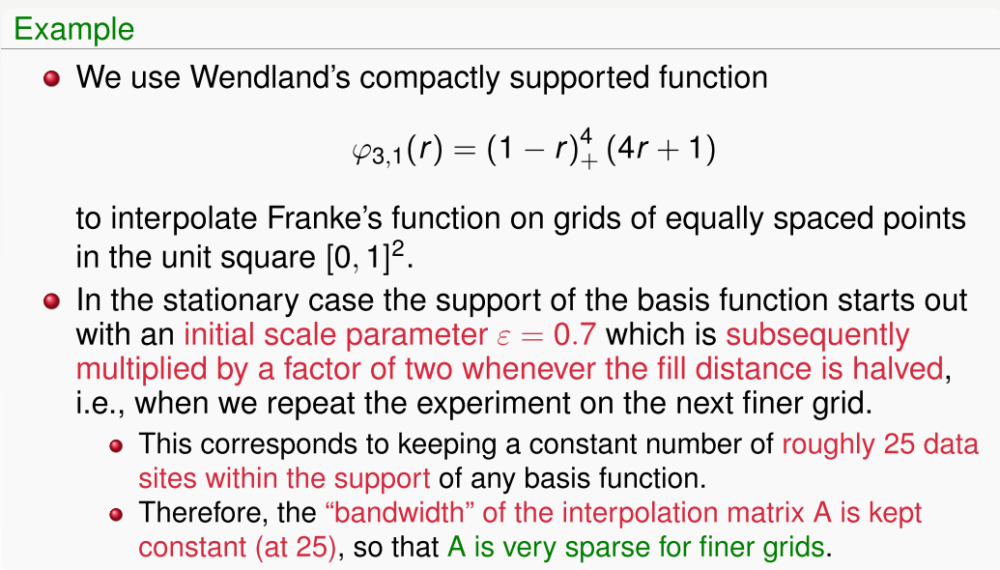 Example
We use Wendland's compactly supported function
φ₃,₁(r) = (1 − r)⁴₊ (4r + 1)
to interpolate Franke's function on grids of equally spaced points
in the unit square [0, 1]².
In the stationary case the support of the basis function starts out
with an initial scale parameter ε = 0.7 which is subsequently
multiplied by a factor of two whenever the fill distance is halved,
i.e., when we repeat the experiment on the next finer grid.
This corresponds to keeping a constant number of roughly 25 data
sites within the support of any basis function.
Therefore, the “bandwidth” of the interpolation matrix A is kept
constant (at 25), so that A is very sparse for finer grids.